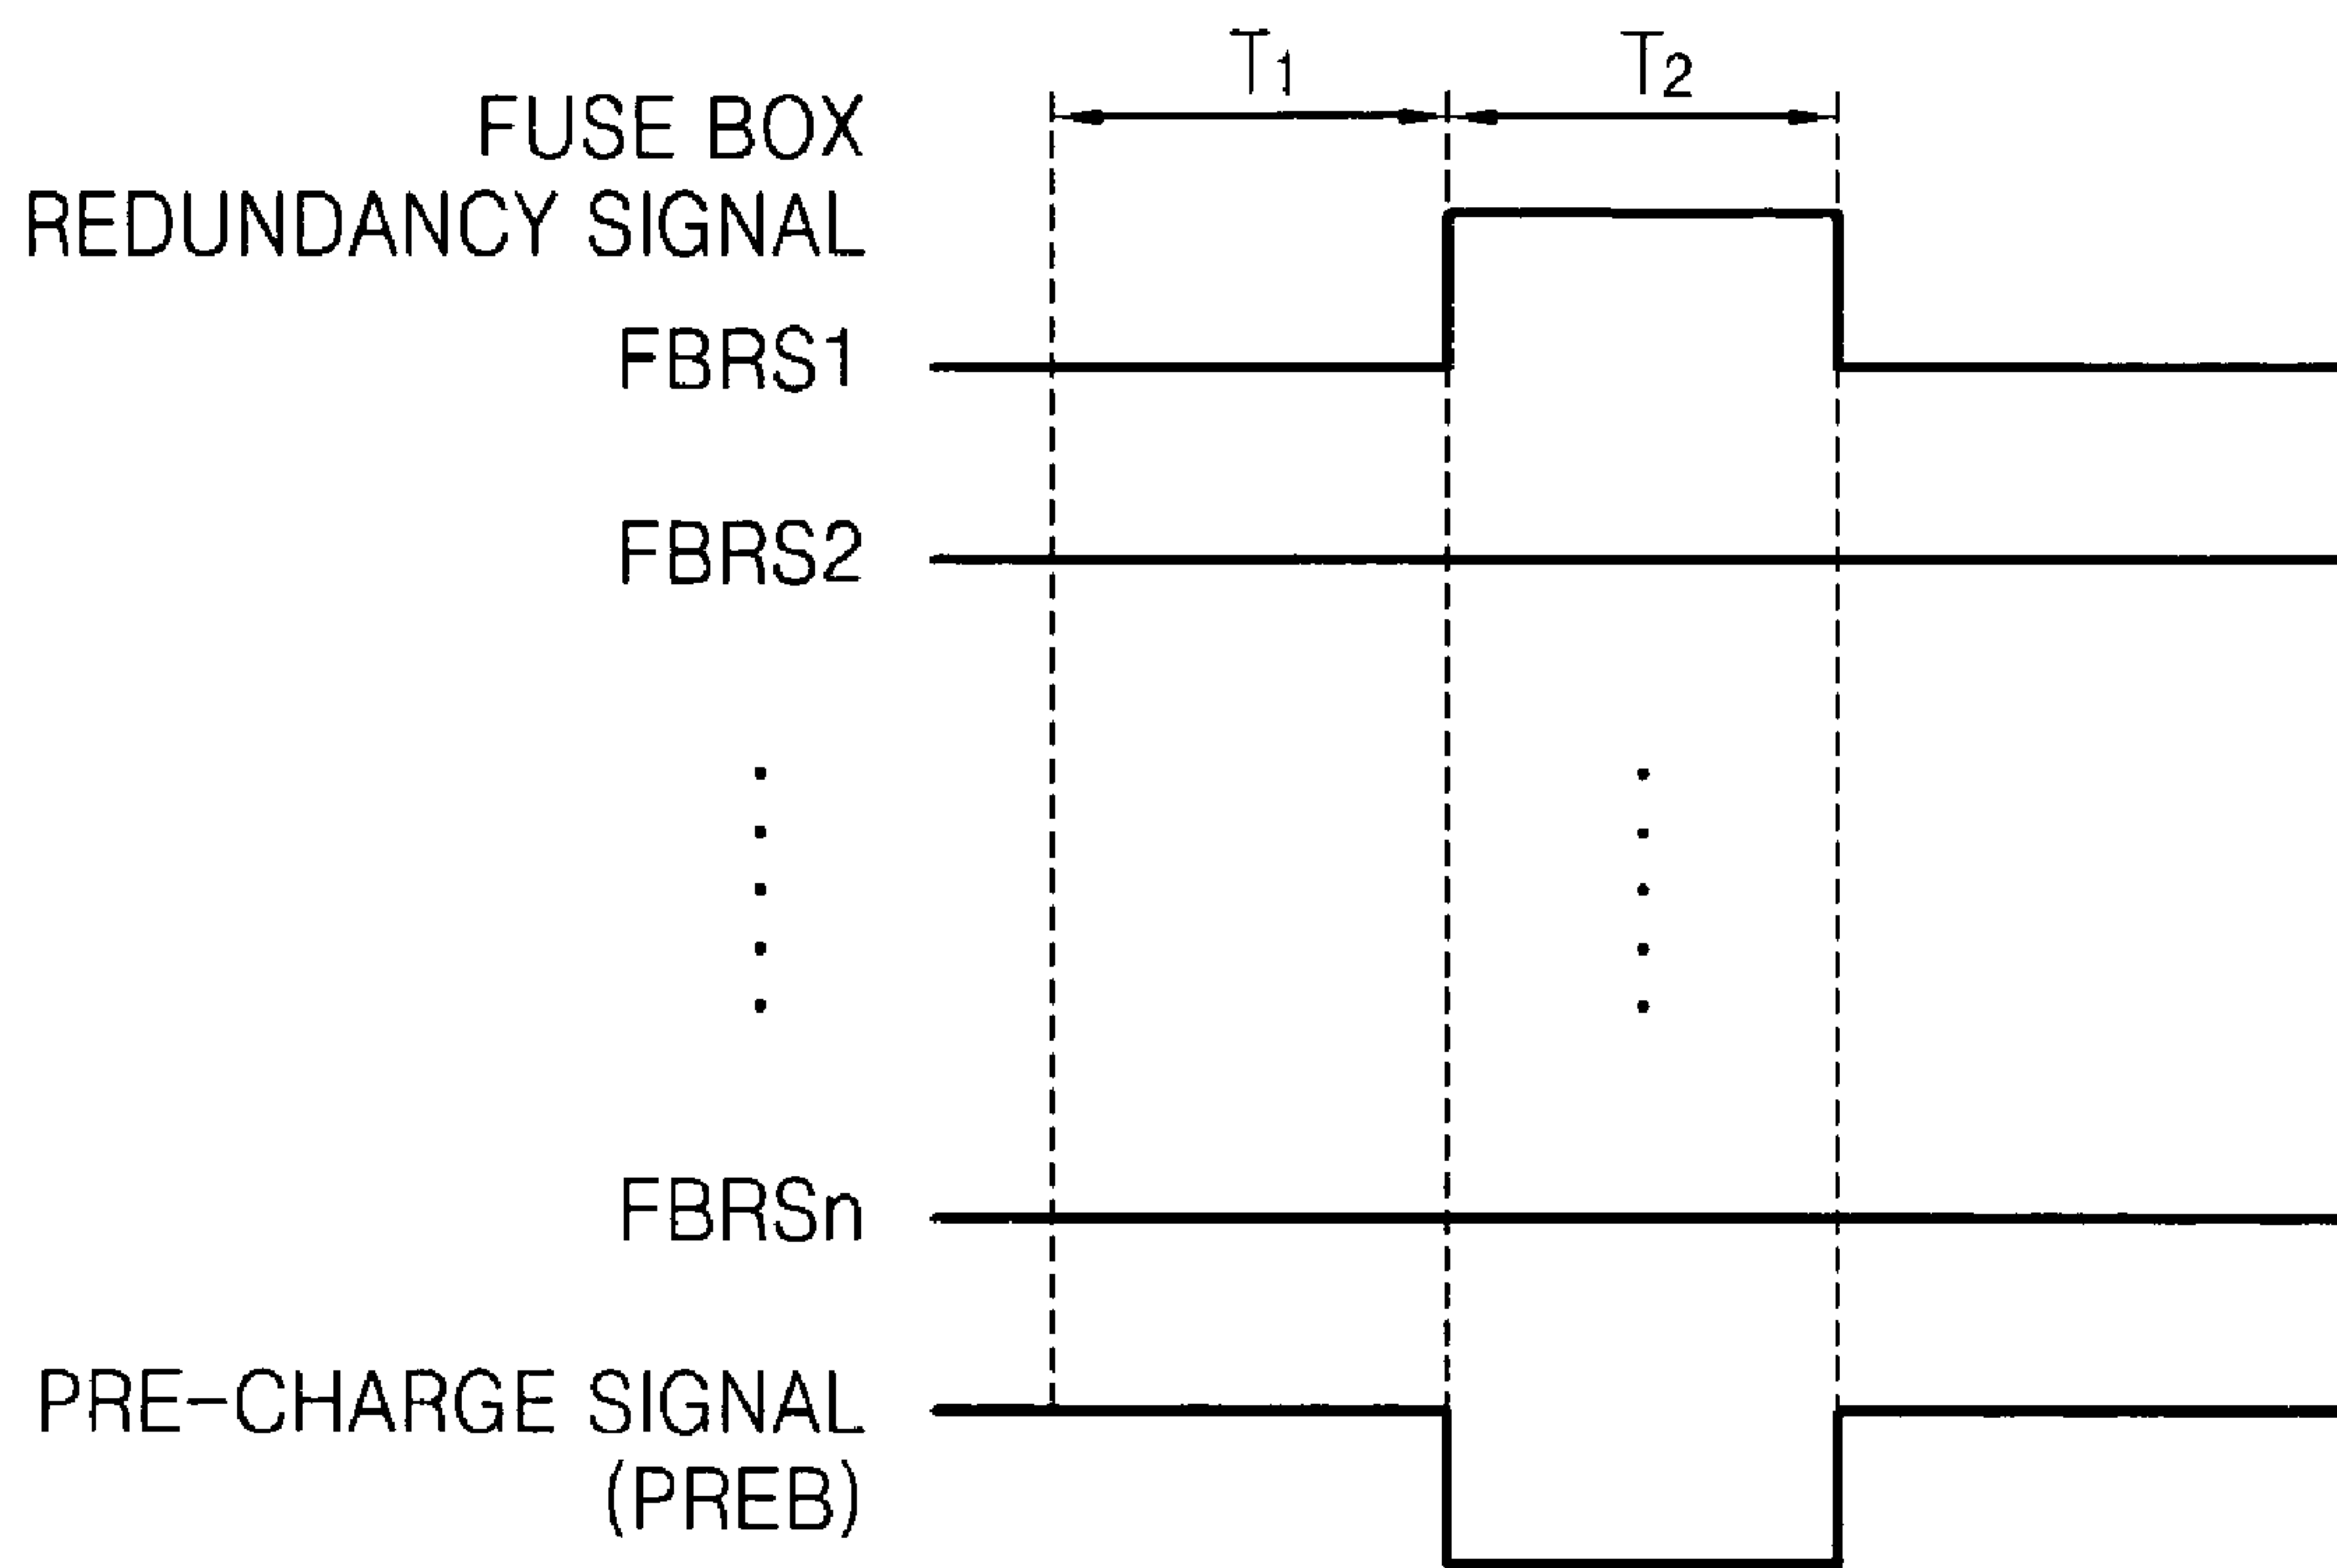 T1
T2
FUSE BOX
REDUNDANCY SIGNAL
FBRS1
FBRS2
FBRSn
PRE-CHARGE SIGNAL
(PREB)